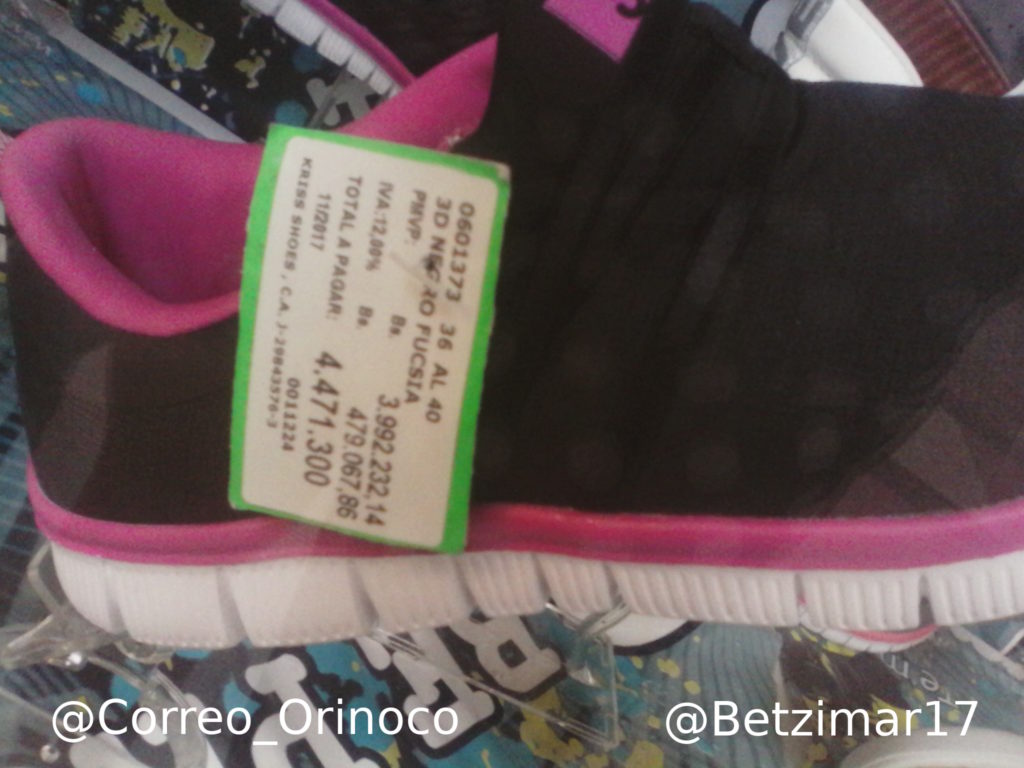 0601373 36 AL 40
3D NEGRO FUCSIA
PMVP: Bs. 3.992.232,14
IVA:12,00% Bs. 479.067,86
TOTAL A PAGAR: 4.471.300
11/2017 0011224
KRISS SHOES , C.A. J-29843576-3
@Correo_Orinoco
@Betzimar17